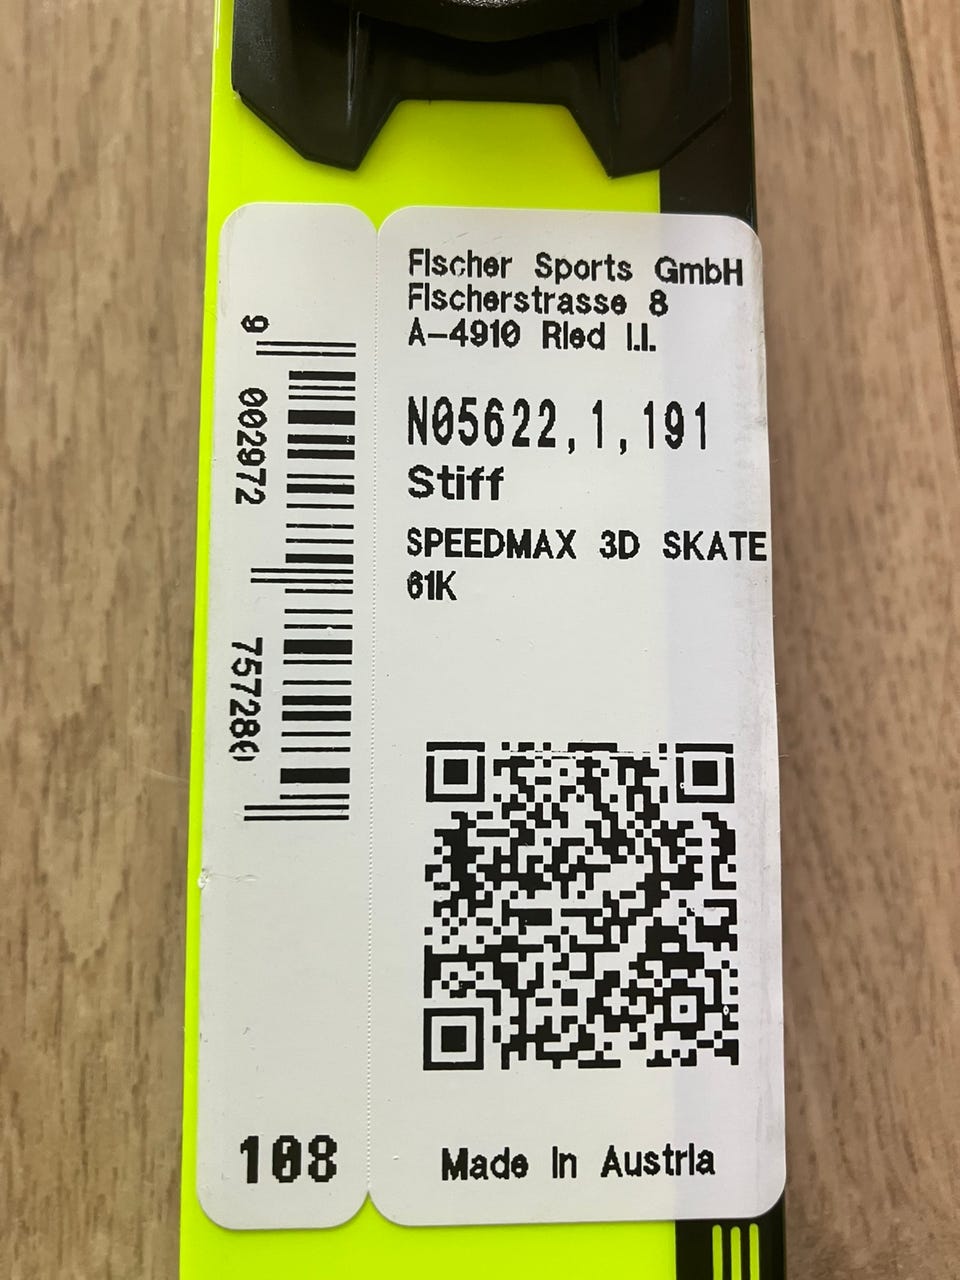 9 002972 757280
Fischer Sports GmbH
Fischerstrasse 8
A-4910 Ried i.I.
N05622,1,191
Stiff
SPEEDMAX 3D SKATE
61K
108
Made in Austria